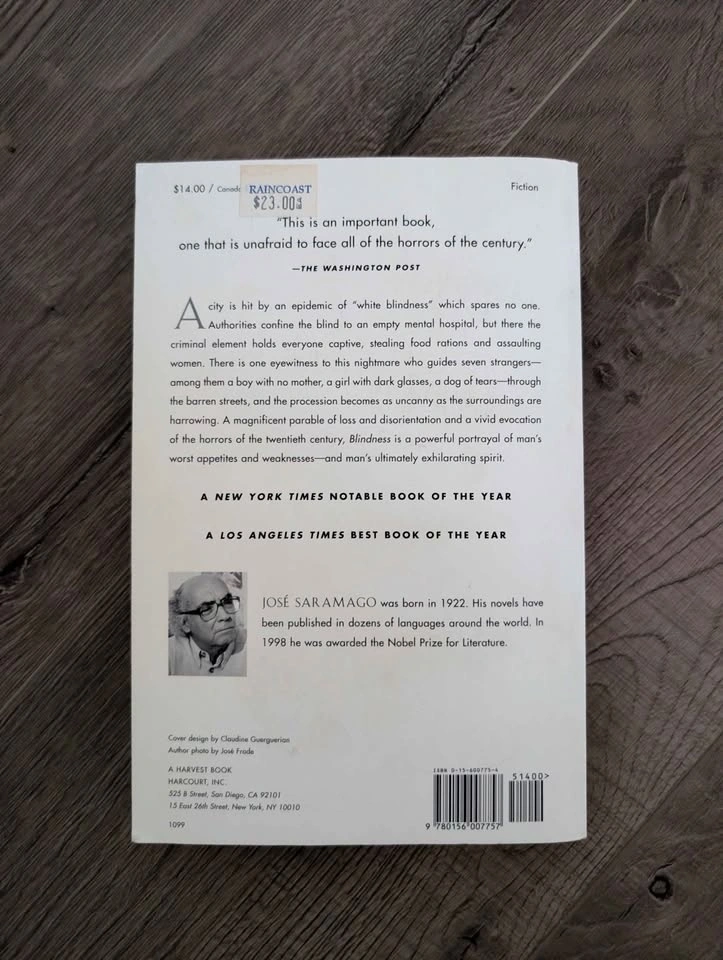 $14.00 / Canada
RAINCOAST
$23.00
Fiction
"This is an important book,
one that is unafraid to face all of the horrors of the century."
—THE WASHINGTON POST
A city is hit by an epidemic of "white blindness" which spares no one.
Authorities confine the blind to an empty mental hospital, but there the
criminal element holds everyone captive, stealing food rations and assaulting
women. There is one eyewitness to this nightmare who guides seven strangers—
among them a boy with no mother, a girl with dark glasses, a dog of tears—through
the barren streets, and the procession becomes as uncanny as the surroundings are
harrowing. A magnificent parable of loss and disorientation and a vivid evocation
of the horrors of the twentieth century, Blindness is a powerful portrayal of man's
worst appetites and weaknesses—and man's ultimately exhilarating spirit.
A NEW YORK TIMES NOTABLE BOOK OF THE YEAR
A LOS ANGELES TIMES BEST BOOK OF THE YEAR
JOSÉ SARAMAGO was born in 1922. His novels have
been published in dozens of languages around the world. In
1998 he was awarded the Nobel Prize for Literature.
Cover design by Claudine Guerguerian
Author photo by José Frade
A HARVEST BOOK
HARCOURT, INC.
525 B Street, San Diego, CA 92101
15 East 26th Street, New York, NY 10010
1099
ISBN 0-15-600775-4
51400>
9 780156 007757